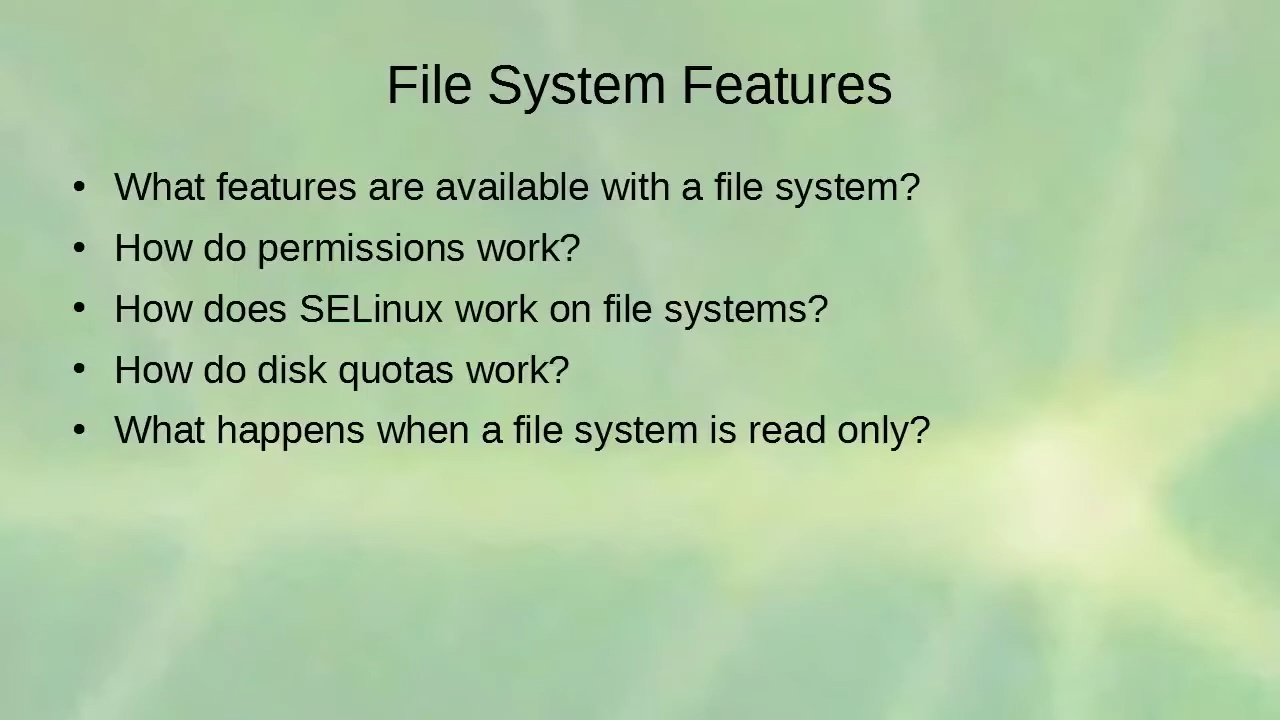 File System Features
• What features are available with a file system?
• How do permissions work?
• How does SELinux work on file systems?
• How do disk quotas work?
• What happens when a file system is read only?